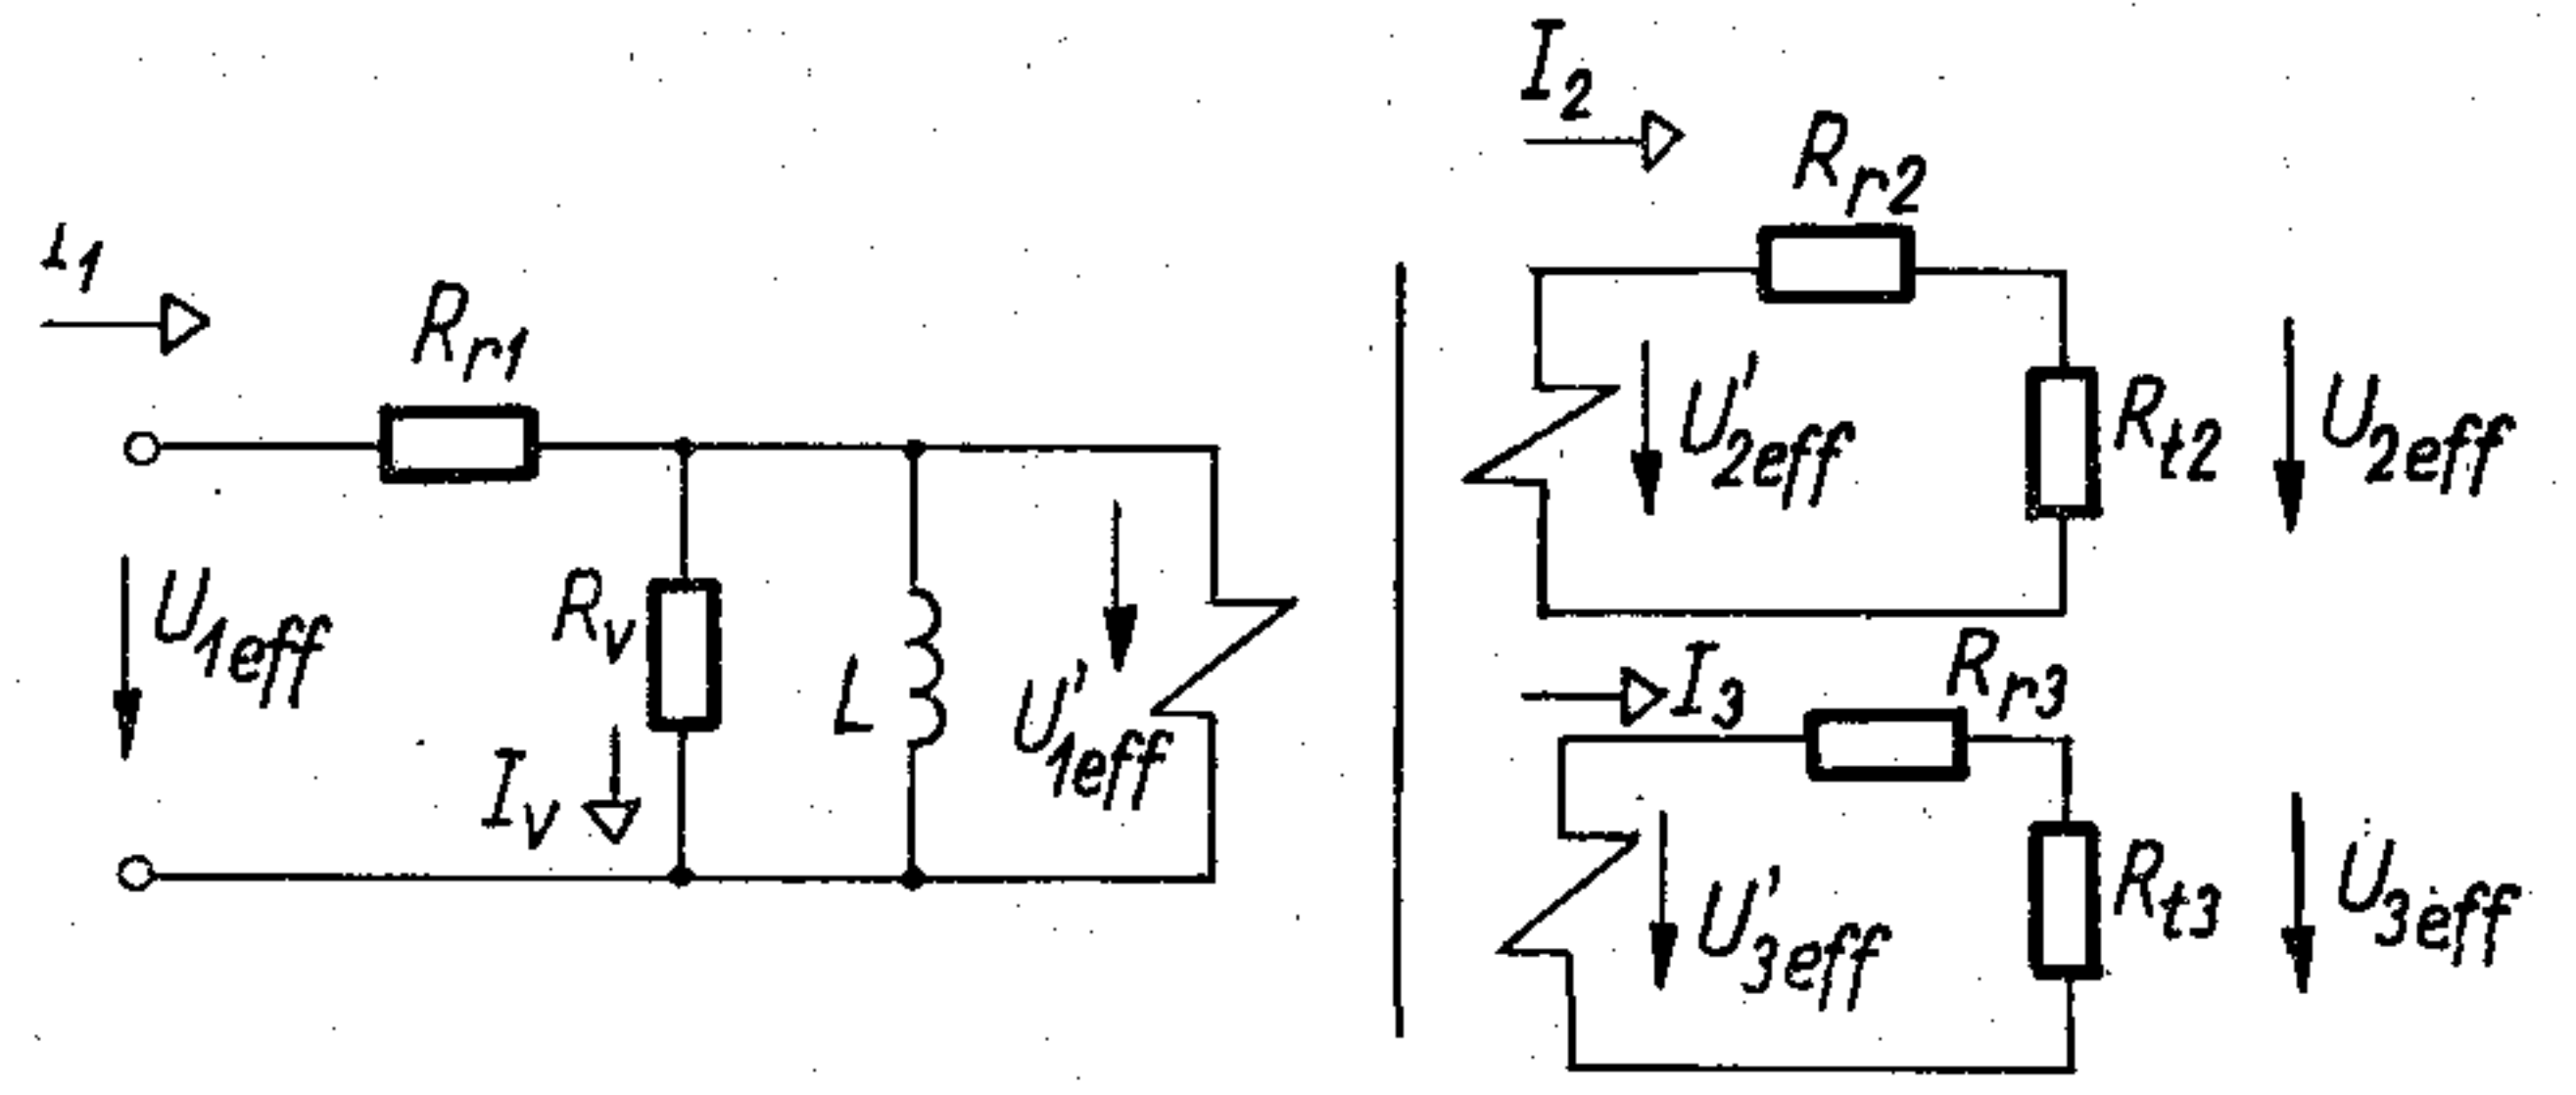 I1
Rr1
U1eff
Rv
Iv
L
U'1eff
I2
Rr2
U'2eff
Rt2
U2eff
I3
Rr3
U'3eff
Rt3
U3eff